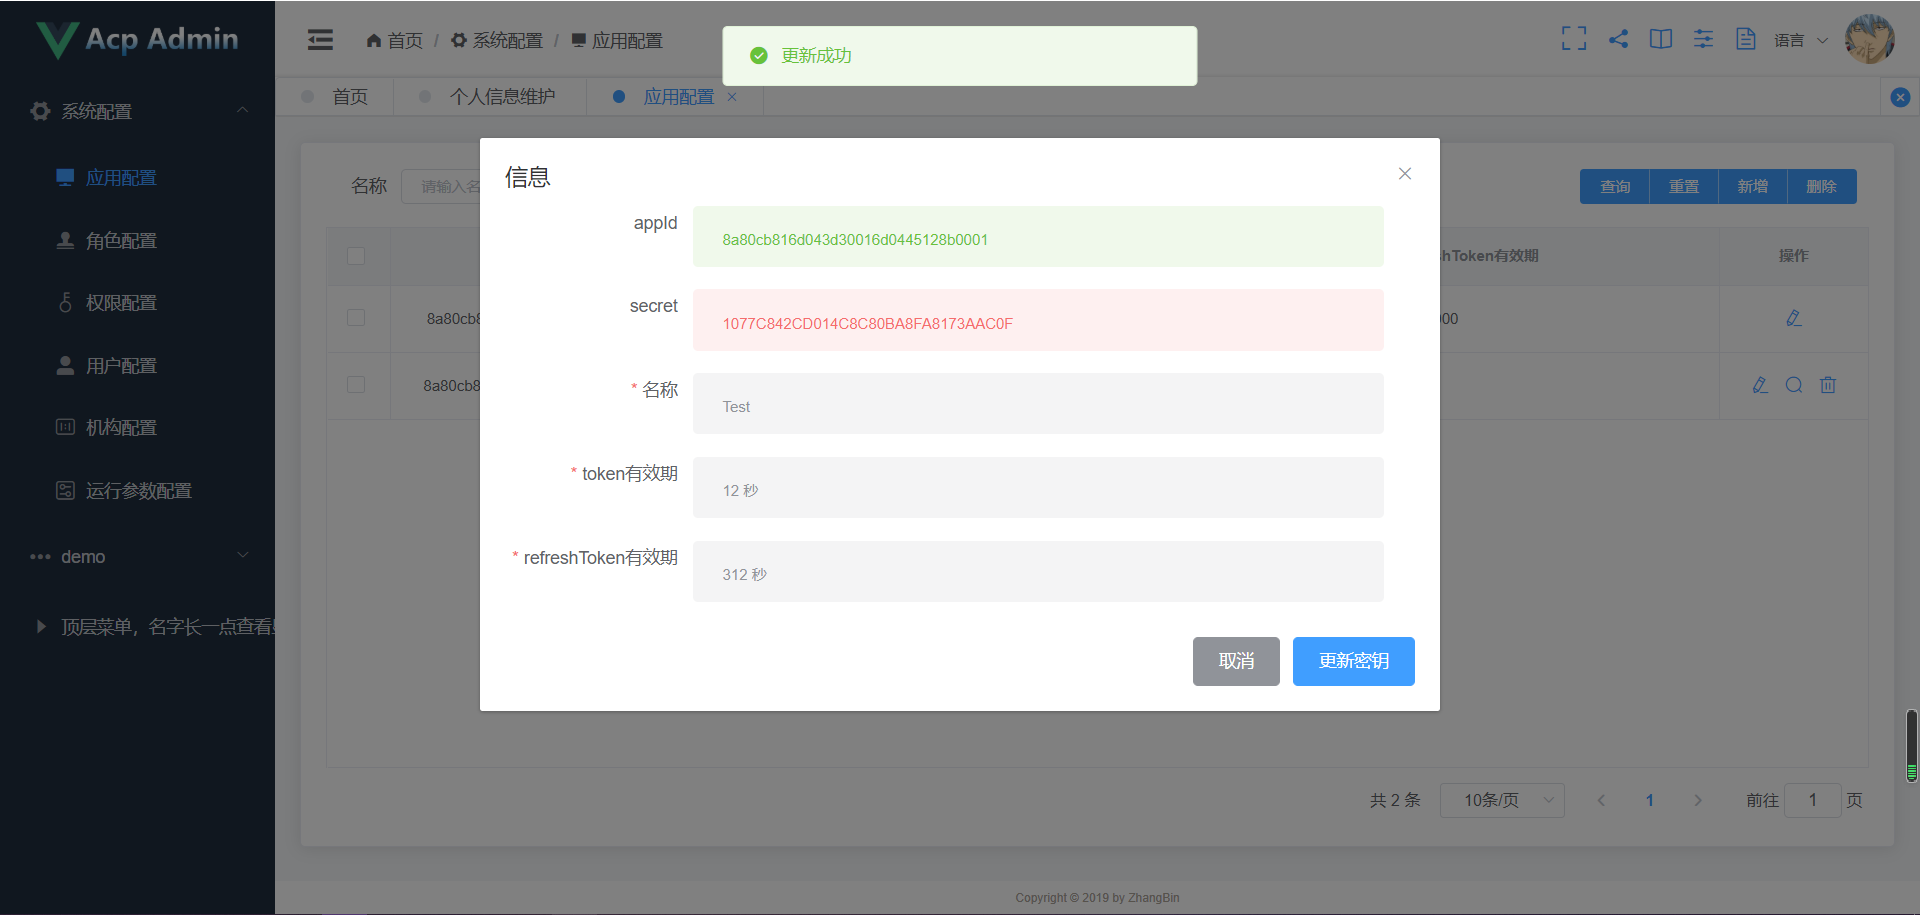 Acp Admin
首页 / 系统配置 / 应用配置
更新成功
语言
首页
个人信息维护
应用配置
系统配置
应用配置
角色配置
权限配置
用户配置
机构配置
运行参数配置
demo
顶层菜单，名字长一点查看
名称
请输入名
查询
重置
新增
删除
hToken有效期
操作
8a80cb8
00
8a80cb8
信息
appId
8a80cb816d043d30016d0445128b0001
secret
1077C842CD014C8C80BA8FA8173AAC0F
* 名称
Test
* token有效期
12 秒
* refreshToken有效期
312 秒
取消
更新密钥
共 2 条
10条/页
1
前往 1 页
Copyright © 2019 by ZhangBin